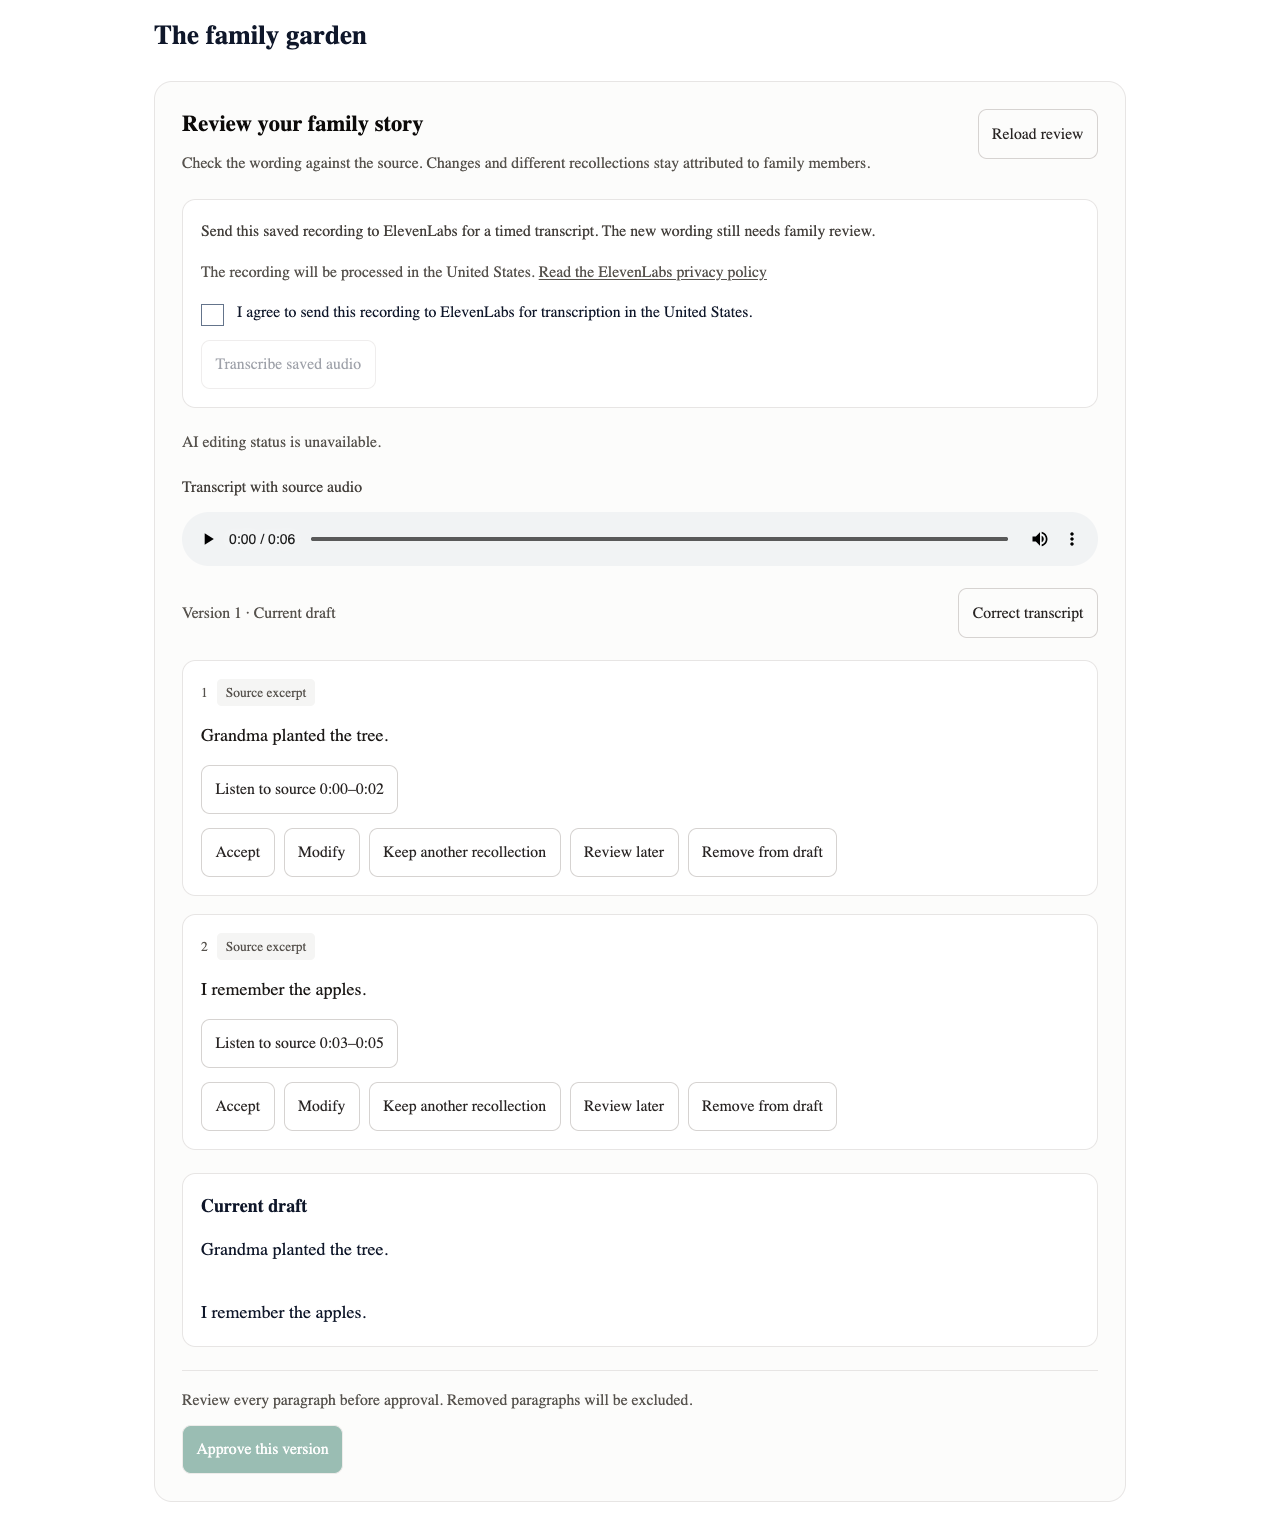 The family garden
Review your family story
Reload review
Check the wording against the source. Changes and different recollections stay attributed to family members.
Send this saved recording to ElevenLabs for a timed transcript. The new wording still needs family review.
The recording will be processed in the United States. Read the ElevenLabs privacy policy
I agree to send this recording to ElevenLabs for transcription in the United States.
Transcribe saved audio
AI editing status is unavailable.
Transcript with source audio
0:00 / 0:06
Version 1 · Current draft
Correct transcript
1 Source excerpt
Grandma planted the tree.
Listen to source 0:00–0:02
Accept Modify Keep another recollection Review later Remove from draft
2 Source excerpt
I remember the apples.
Listen to source 0:03–0:05
Accept Modify Keep another recollection Review later Remove from draft
Current draft
Grandma planted the tree.
I remember the apples.
Review every paragraph before approval. Removed paragraphs will be excluded.
Approve this version